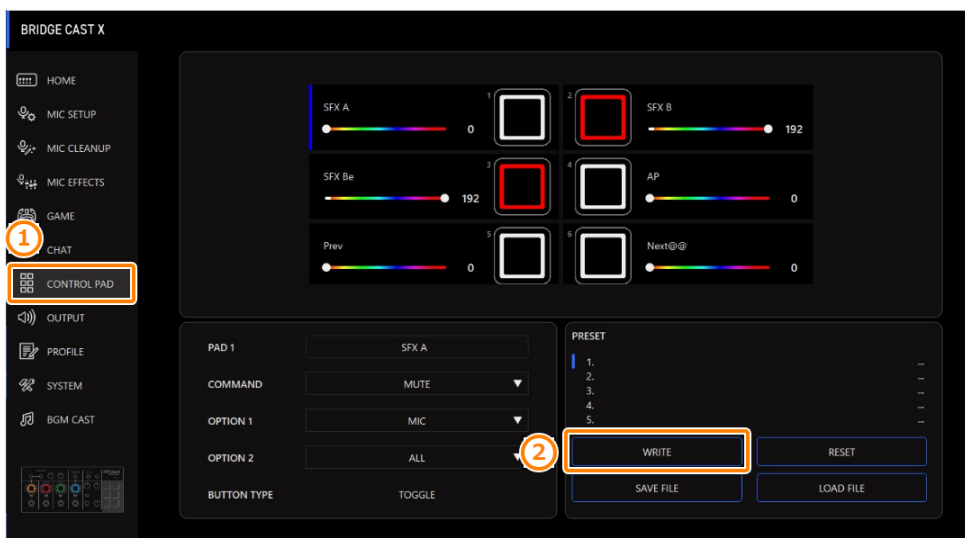 BRIDGE CAST X
HOME
MIC SETUP
MIC CLEANUP
MIC EFFECTS
GAME
1
CHAT
CONTROL PAD
OUTPUT
PROFILE
SYSTEM
BGM CAST
SFX A
0
1
2
SFX B
192
SFX Be
192
3
4
AP
0
Prev
0
5
6
Next@@
0
PAD 1 SFX A
COMMAND MUTE
OPTION 1 MIC
OPTION 2 ALL
BUTTON TYPE TOGGLE
PRESET
1. ...
2. ...
3. ...
4. ...
5. ...
2
WRITE RESET
SAVE FILE LOAD FILE